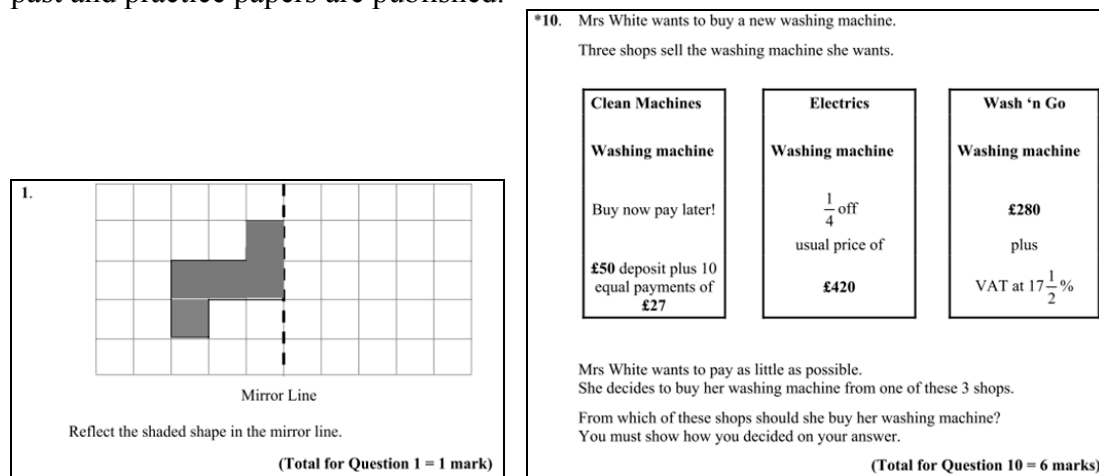 past and practice papers are published.
1.
Mirror Line
Reflect the shaded shape in the mirror line.
(Total for Question 1 = 1 mark)
*10. Mrs White wants to buy a new washing machine.
Three shops sell the washing machine she wants.
Clean Machines
Washing machine
Buy now pay later!
£50 deposit plus 10
equal payments of
£27
Electrics
Washing machine
1/4 off
usual price of
£420
Wash ‘n Go
Washing machine
£280
plus
VAT at 17 1/2 %
Mrs White wants to pay as little as possible.
She decides to buy her washing machine from one of these 3 shops.
From which of these shops should she buy her washing machine?
You must show how you decided on your answer.
(Total for Question 10 = 6 marks)